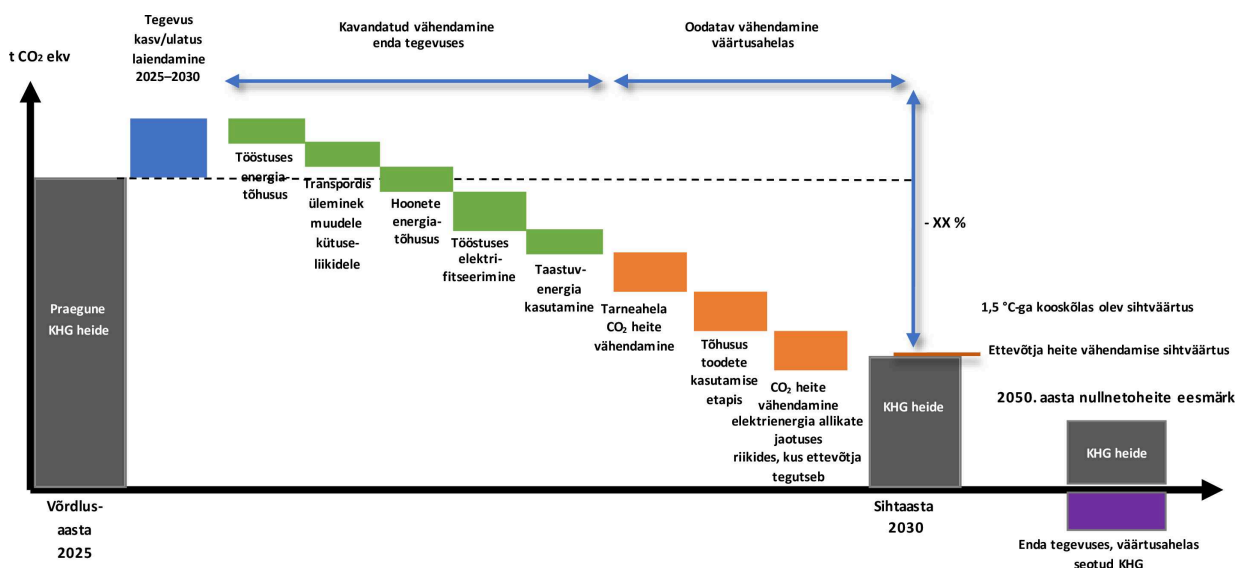 t CO₂ ekv
Tegevus
kasv/ulatus
laiendamine
2025–2030
Kavandatud vähendamine
enda tegevuses
Oodatav vähendamine
väärtusahelas
Praegune
KHG heide
Tööstuses
energia-
tõhusus
Transpordis
üleminek
muudele
kütuse-
liikidele
Hoonete
energia-
tõhusus
Tööstuses
elektri-
fitseerimine
Taastuv-
energia
kasutamine
Tarneahela
CO₂ heite
vähendamine
Tõhusus
toodete
kasutamise
etapis
CO₂ heite
vähendamine
elektrienergia allikate
jaotuses
riikides, kus ettevõtja
tegutseb
- XX %
KHG heide
1,5 °C-ga kooskõlas olev sihtväärtus
Ettevõtja heite vähendamise sihtväärtus
2050. aasta nullnetoheite eesmärk
KHG heide
Võrdlus-
aasta
2025
Sihtaasta
2030
Enda tegevuses, väärtusahelas
seotud KHG